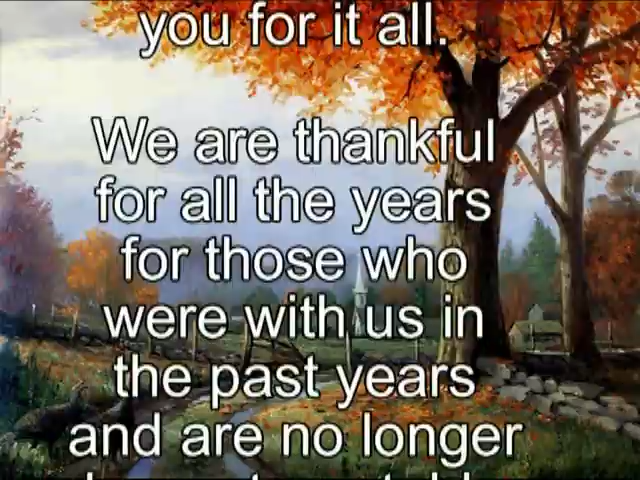 you for it all.
We are thankful
for all the years
for those who
were with us in
the past years
and are no longer